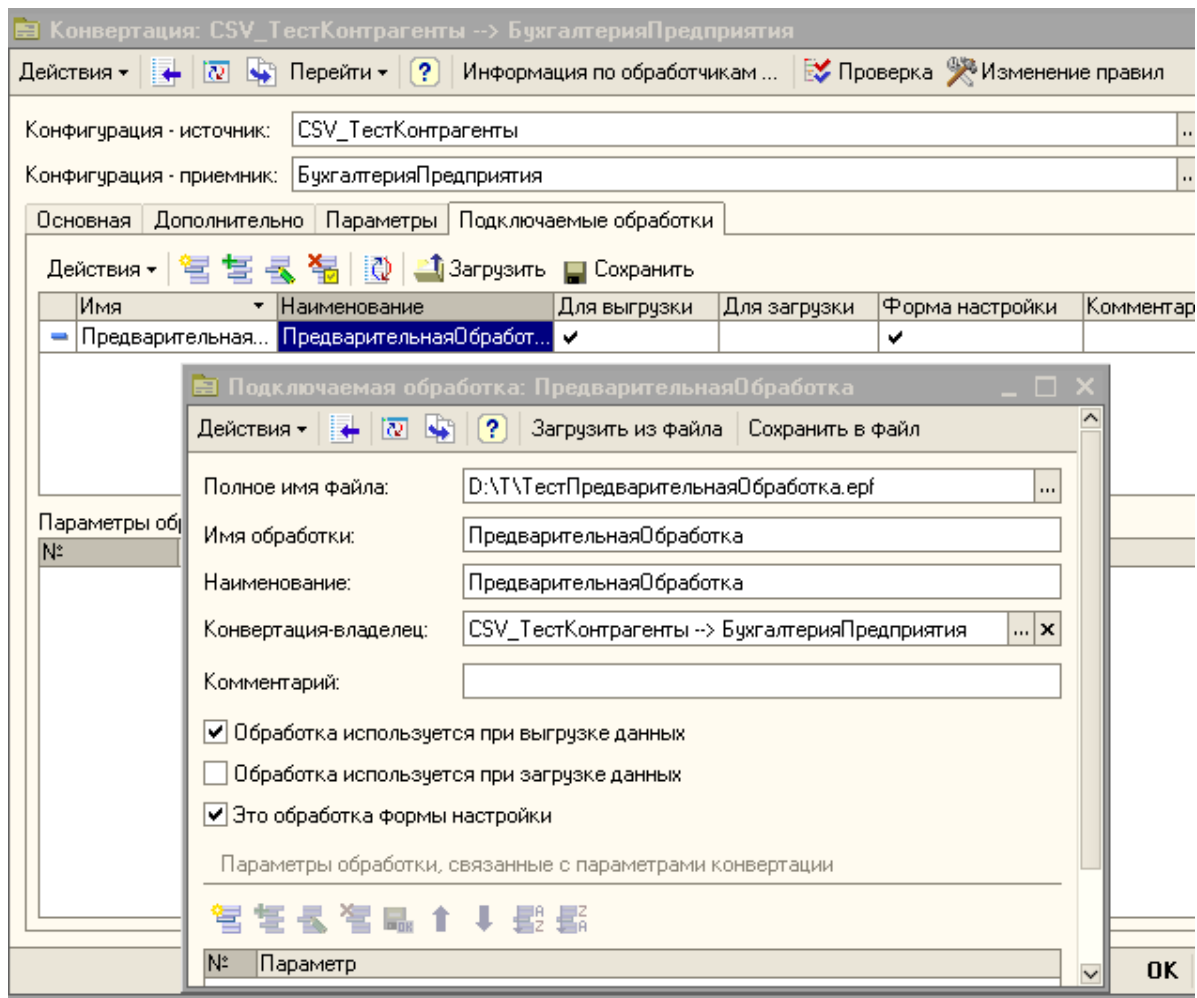 Конвертация: CSV_ТестКонтрагенты --> БухгалтерияПредприятия
Действия Перейти ? Информация по обработчикам ... Проверка Изменение правил
Конфигурация - источник: CSV_ТестКонтрагенты ...
Конфигурация - приемник: БухгалтерияПредприятия ...
Основная Дополнительно Параметры Подключаемые обработки
Действия Загрузить Сохранить
Имя Наименование Для выгрузки Для загрузки Форма настройки Комментар
Предварительная... ПредварительнаяОбработ...
Подключаемая обработка: ПредварительнаяОбработка
Действия ? Загрузить из файла Сохранить в файл
Полное имя файла: D:\T\ТестПредварительнаяОбработка.epf ...
Параметры об
Имя обработки: ПредварительнаяОбработка
№
Наименование: ПредварительнаяОбработка
Конвертация-владелец: CSV_ТестКонтрагенты --> БухгалтерияПредприятия ... x
Комментарий:
Обработка используется при выгрузке данных
Обработка используется при загрузке данных
Это обработка формы настройки
Параметры обработки, связанные с параметрами конвертации
№ Параметр
OK